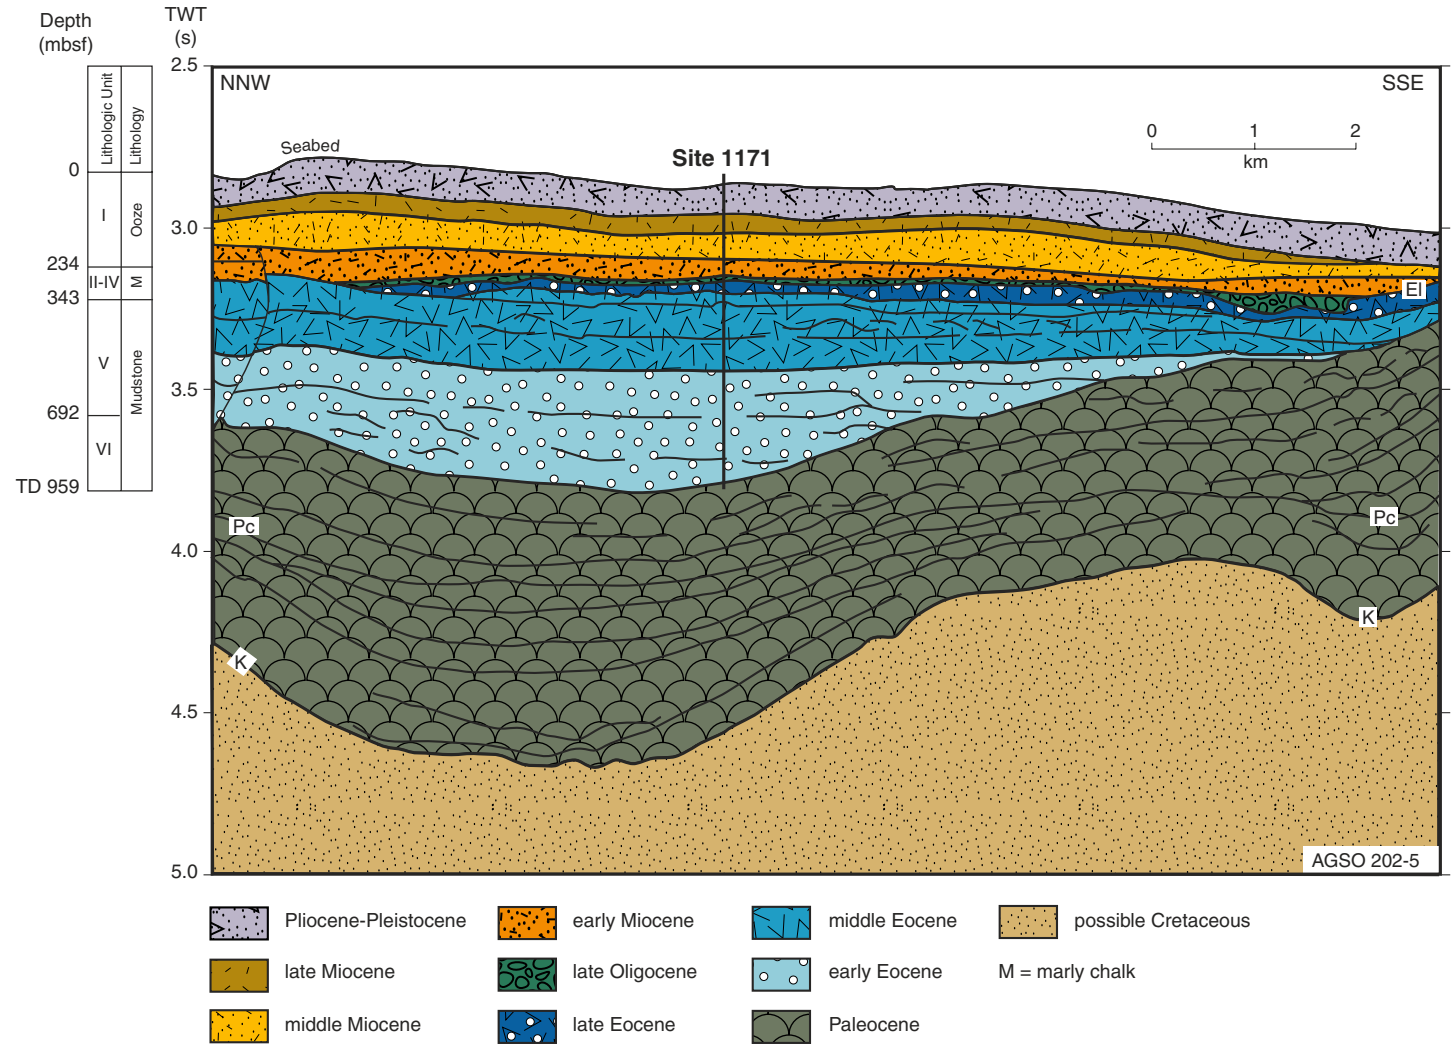 Depth
(mbsf)
TWT
(s)
Lithologic Unit
Lithology
2.5
NNW
SSE
0
1
2
km
Seabed
Site 1171
0
I
Ooze
3.0
234
II-IV
M
343
El
V
Mudstone
3.5
692
VI
TD 959
Pc
Pc
4.0
K
K
4.5
5.0
AGSO 202-5
Pliocene-Pleistocene
early Miocene
middle Eocene
possible Cretaceous
late Miocene
late Oligocene
early Eocene
M = marly chalk
middle Miocene
late Eocene
Paleocene